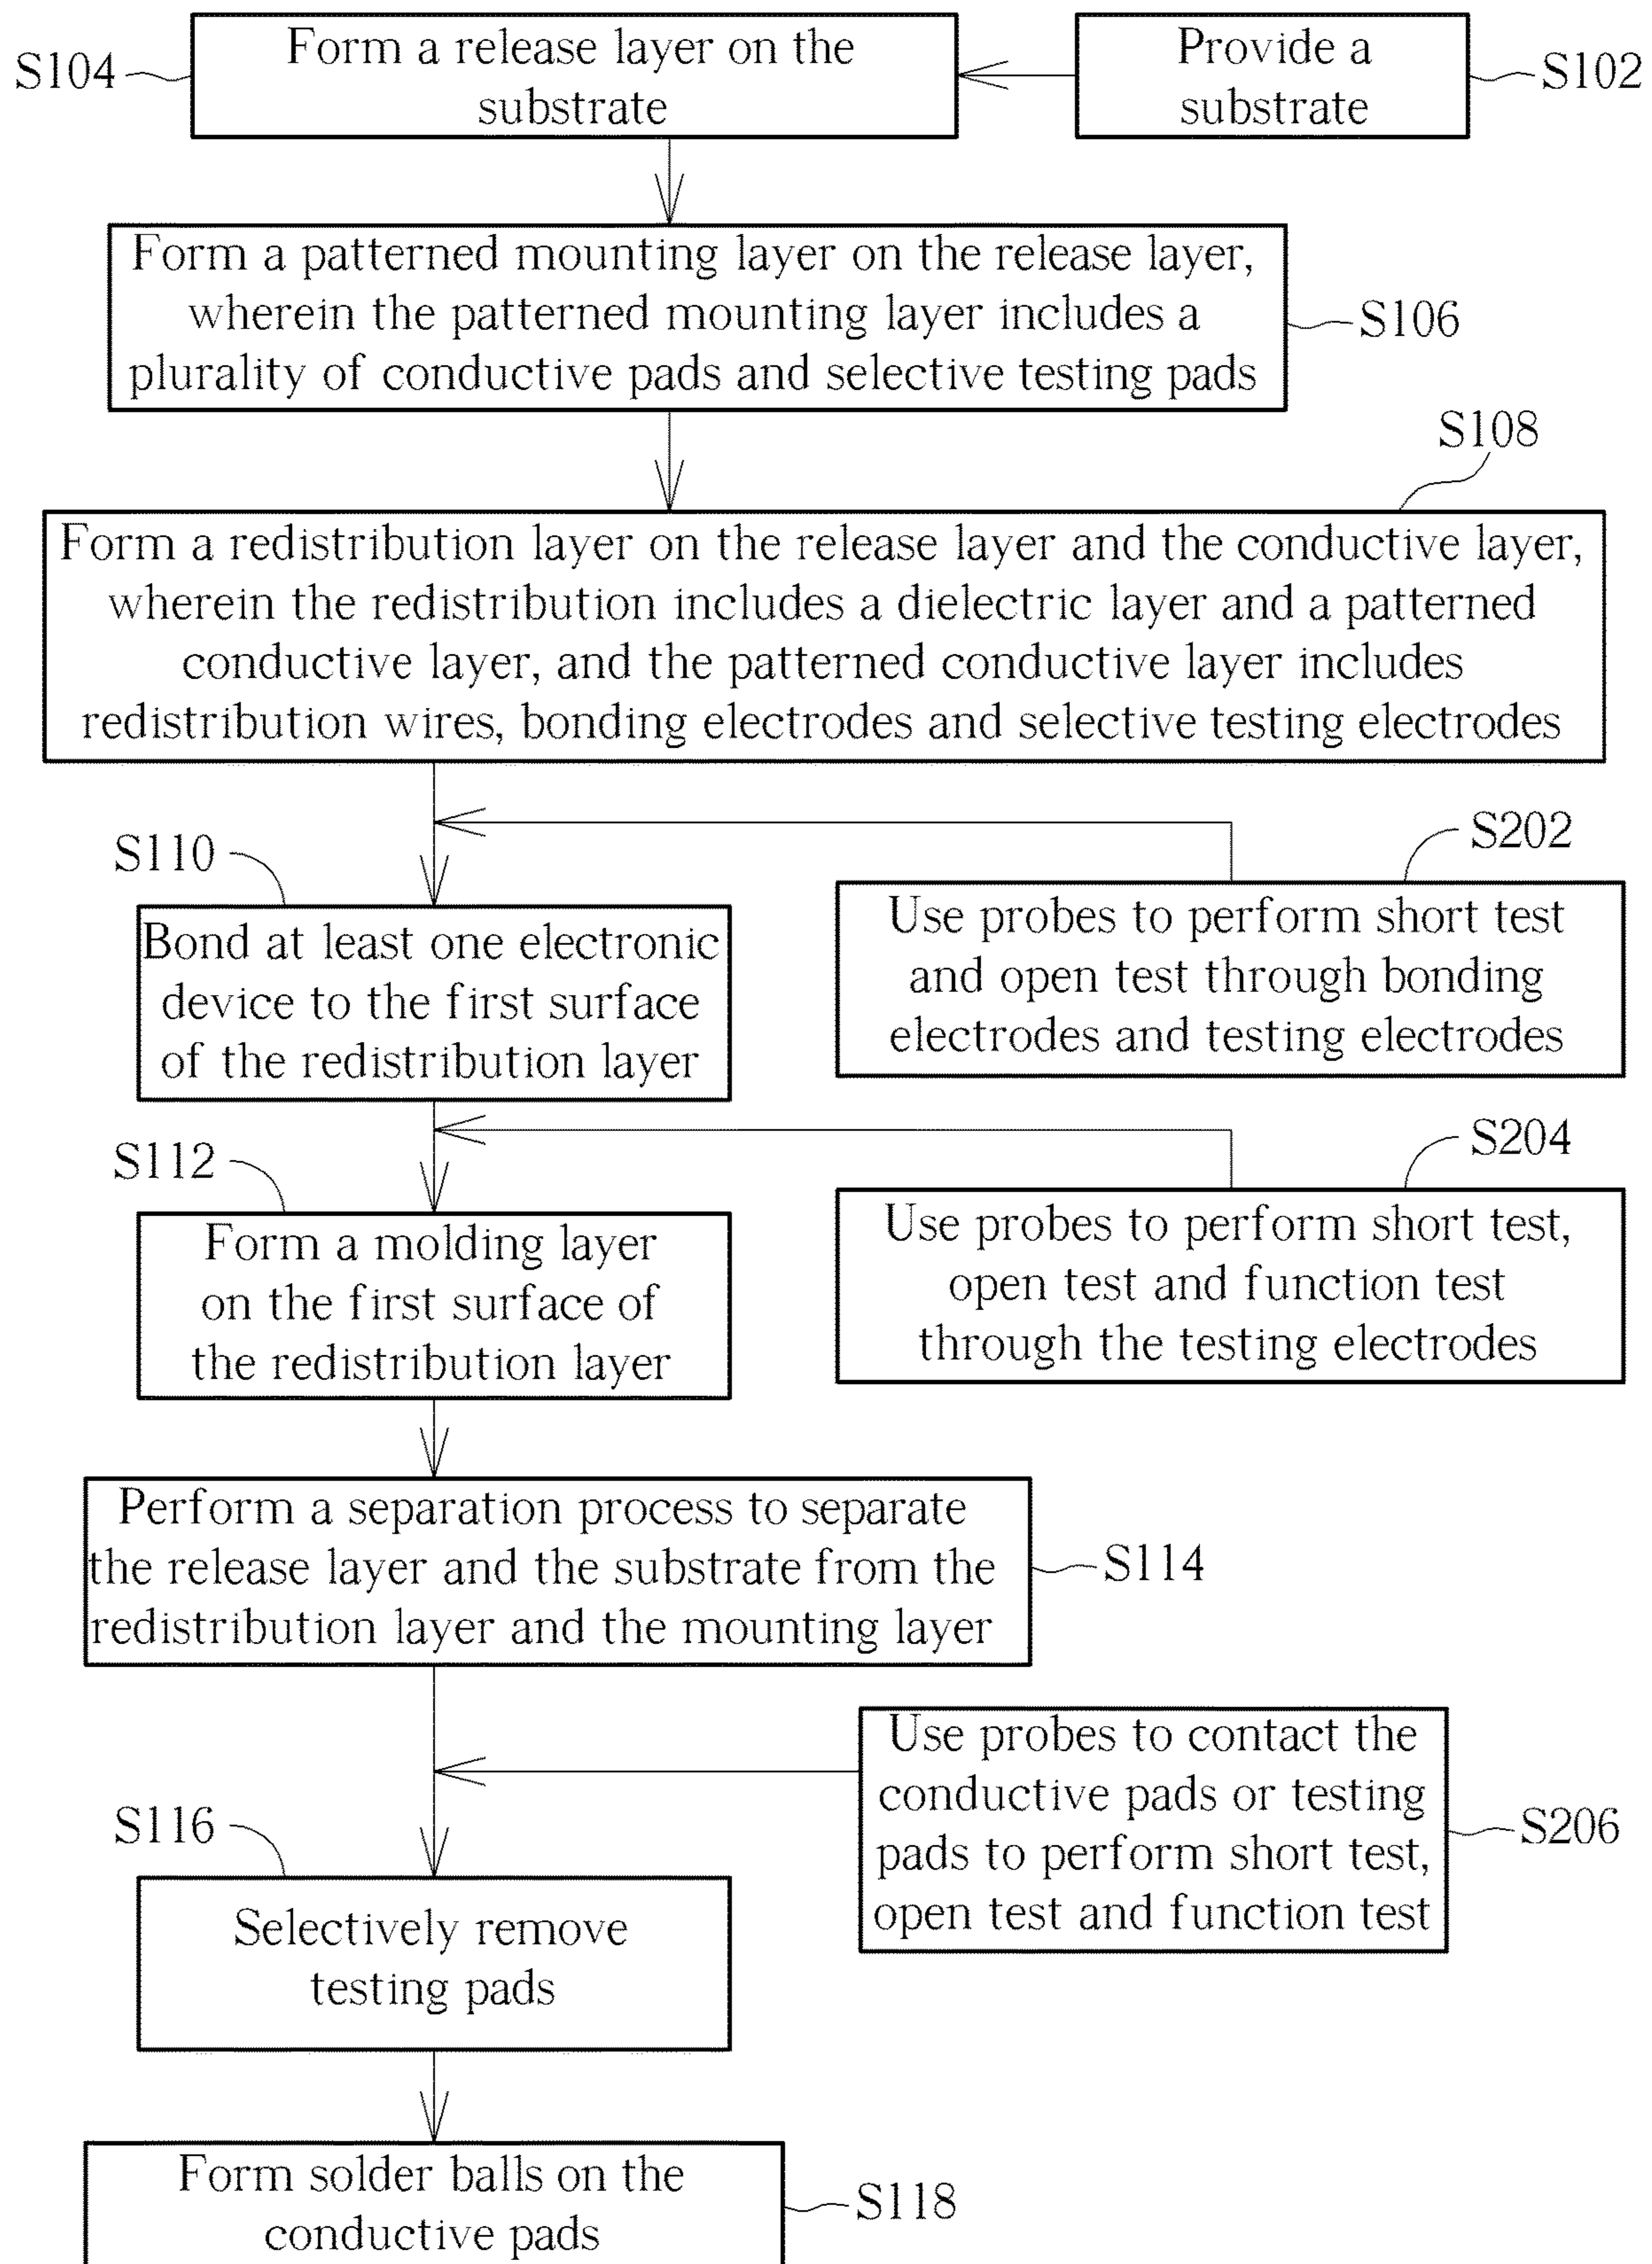 S104
Form a release layer on the
substrate
Provide a
substrate
S102
Form a patterned mounting layer on the release layer,
wherein the patterned mounting layer includes a
plurality of conductive pads and selective testing pads
S106
S108
Form a redistribution layer on the release layer and the conductive layer,
wherein the redistribution includes a dielectric layer and a patterned
conductive layer, and the patterned conductive layer includes
redistribution wires, bonding electrodes and selective testing electrodes
S110
Bond at least one electronic
device to the first surface
of the redistribution layer
S202
Use probes to perform short test
and open test through bonding
electrodes and testing electrodes
S112
Form a molding layer
on the first surface of
the redistribution layer
S204
Use probes to perform short test,
open test and function test
through the testing electrodes
Perform a separation process to separate
the release layer and the substrate from the
redistribution layer and the mounting layer
S114
Use probes to contact the
conductive pads or testing
pads to perform short test,
open test and function test
S206
S116
Selectively remove
testing pads
Form solder balls on the
conductive pads
S118